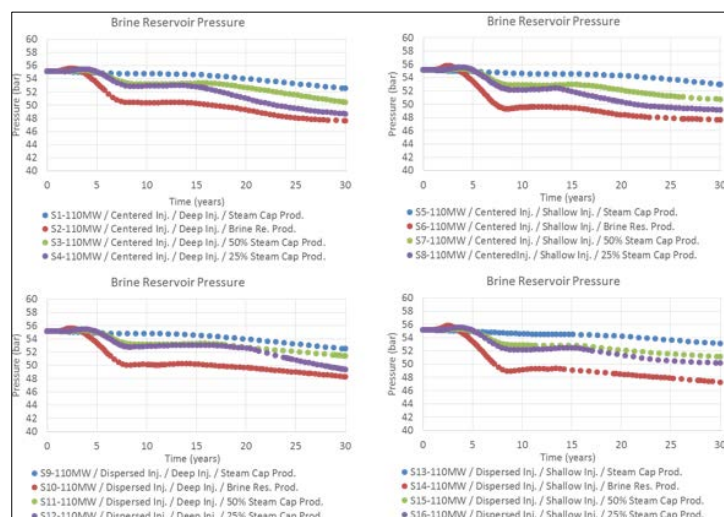 Brine Reservoir Pressure
60
58
56
54
52
50
48
46
44
42
40
Pressure (bar)
0 5 10 15 20 25 30
Time (years)
S1-110MW / Centered Inj. / Deep Inj. / Steam Cap Prod.
S2-110MW / Centered Inj. / Deep Inj. / Brine Re. Prod.
S3-110MW / Centered Inj. / Deep Inj. / 50% Steam Cap Prod.
S4-110MW / Centered Inj. / Deep Inj. / 25% Steam Cap Prod.
Brine Reservoir Pressure
60
58
56
54
52
50
48
46
44
42
40
Pressure (bar)
0 5 10 15 20 25 30
Time (years)
S5-110MW / Centered Inj. / Shallow Inj. / Steam Cap Prod.
S6-110MW / Centered Inj. / Shallow Inj. / Brine Res. Prod.
S7-110MW / Centered Inj. / Shallow Inj. / 50% Steam Cap Prod.
S8-110MW / CenteredInj. / Shallow Inj. / 25% Steam Cap Prod.
Brine Reservoir Pressure
60
58
56
54
52
50
48
46
44
42
40
Pressure (bar)
0 5 10 15 20 25 30
Time (years)
S9-110MW / Dispersed Inj. / Deep Inj. / Steam Cap Prod.
S10-110MW / Dispersed Inj. / Deep Inj. / Brine Res. Prod.
S11-110MW / Dispersed Inj. / Deep Inj. / 50% Steam Cap Prod.
S12-110MW / Dispersed Inj. / Deep Inj. / 25% Steam Cap Prod.
Brine Reservoir Pressure
60
58
56
54
52
50
48
46
44
42
40
Pressure (bar)
0 5 10 15 20 25 30
Time (years)
S13-110MW / Dispersed Inj. / Shallow Inj. / Steam Cap Prod.
S14-110MW / Dispersed Inj. / Shallow Inj. / Brine Res. Prod.
S15-110MW / Dispersed Inj. / Shallow Inj. / 50% Steam Cap Prod.
S16-110MW / Dispersed Inj. / Shallow Inj. / 25% Steam Cap Prod.